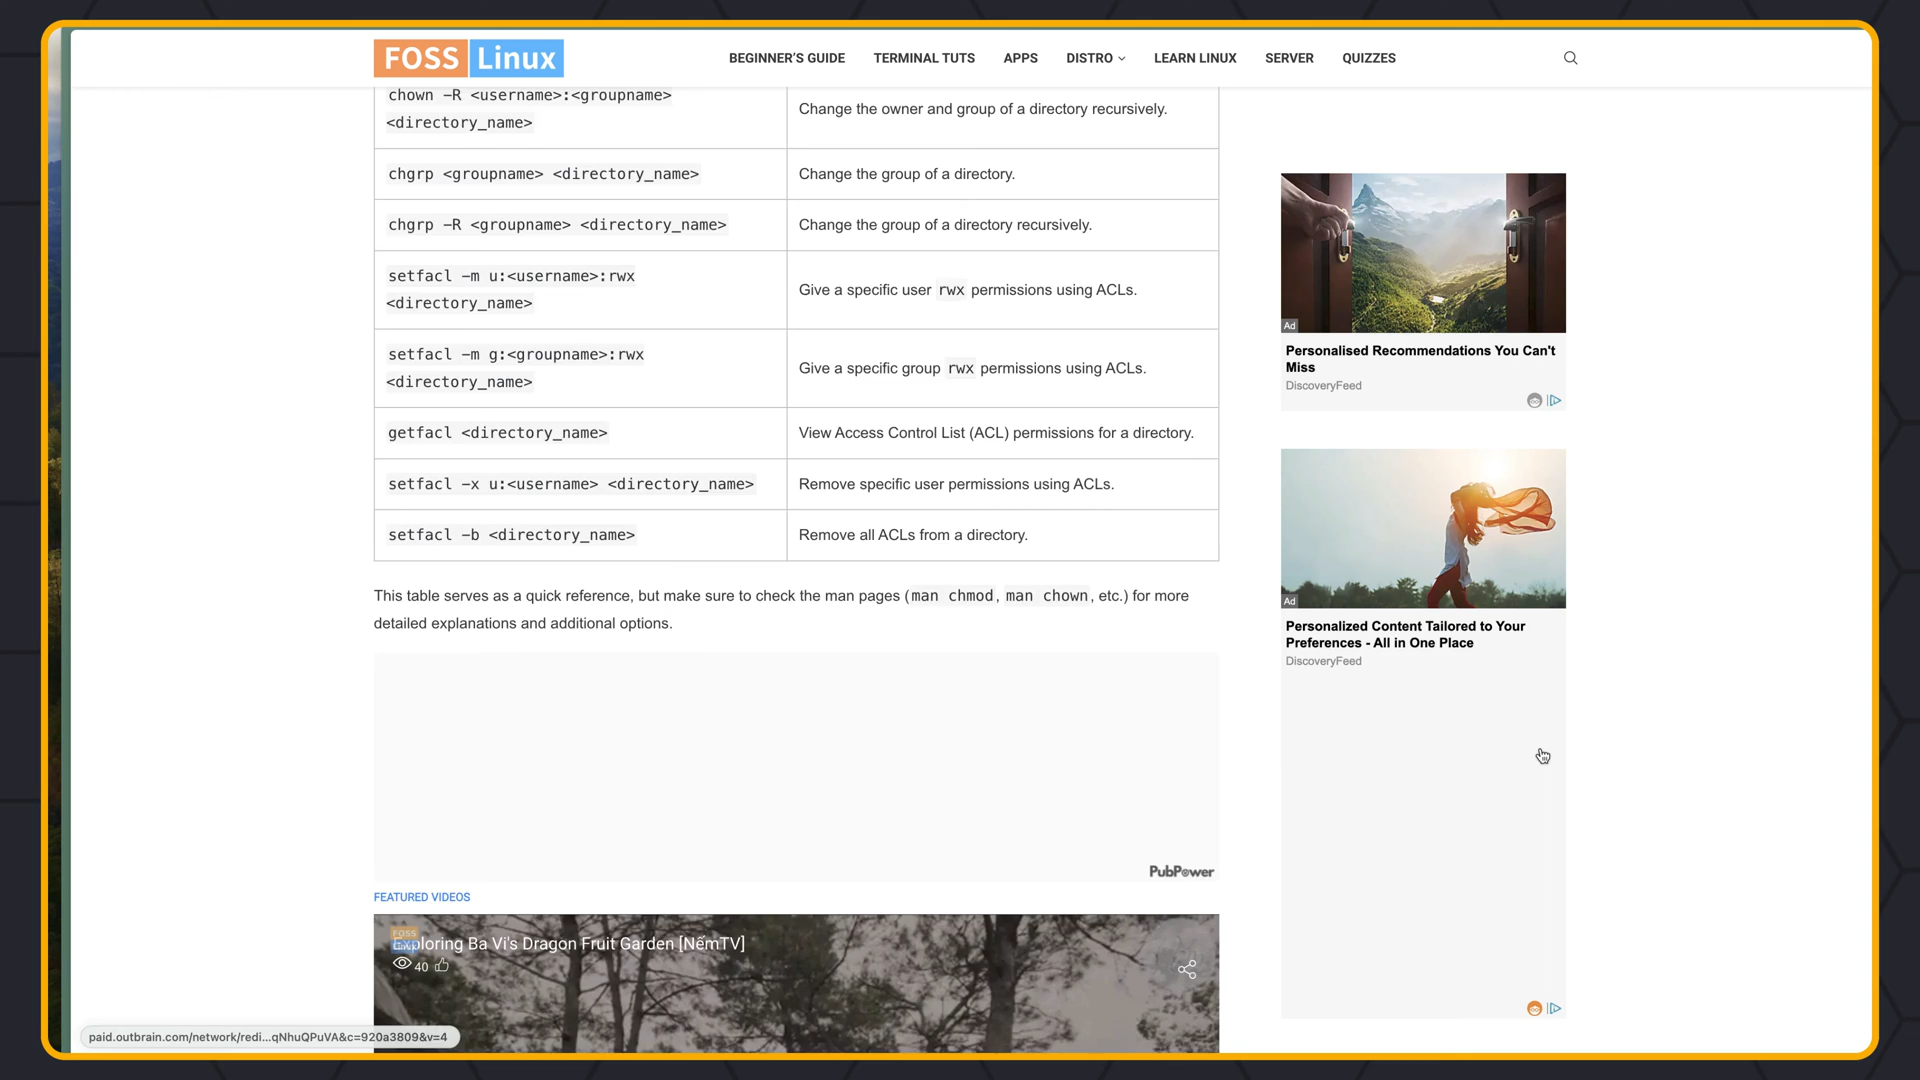 FOSS Linux
BEGINNER'S GUIDE TERMINAL TUTS APPS DISTRO LEARN LINUX SERVER QUIZZES
chown -R <username>:<groupname>
<directory_name>
Change the owner and group of a directory recursively.
chgrp <groupname> <directory_name>
Change the group of a directory.
chgrp -R <groupname> <directory_name>
Change the group of a directory recursively.
setfacl -m u:<username>:rwx
<directory_name>
Give a specific user rwx permissions using ACLs.
setfacl -m g:<groupname>:rwx
<directory_name>
Give a specific group rwx permissions using ACLs.
getfacl <directory_name>
View Access Control List (ACL) permissions for a directory.
setfacl -x u:<username> <directory_name>
Remove specific user permissions using ACLs.
setfacl -b <directory_name>
Remove all ACLs from a directory.
This table serves as a quick reference, but make sure to check the man pages (man chmod, man chown, etc.) for more
detailed explanations and additional options.
PubPower
FEATURED VIDEOS
FOSS
Linux
Exploring Ba Vi's Dragon Fruit Garden [NếmTV]
40
Ad
Personalised Recommendations You Can't
Miss
DiscoveryFeed
Ad
Personalized Content Tailored to Your
Preferences - All in One Place
DiscoveryFeed
paid.outbrain.com/network/redi...qNhuQPuVA&c=920a3809&v=4